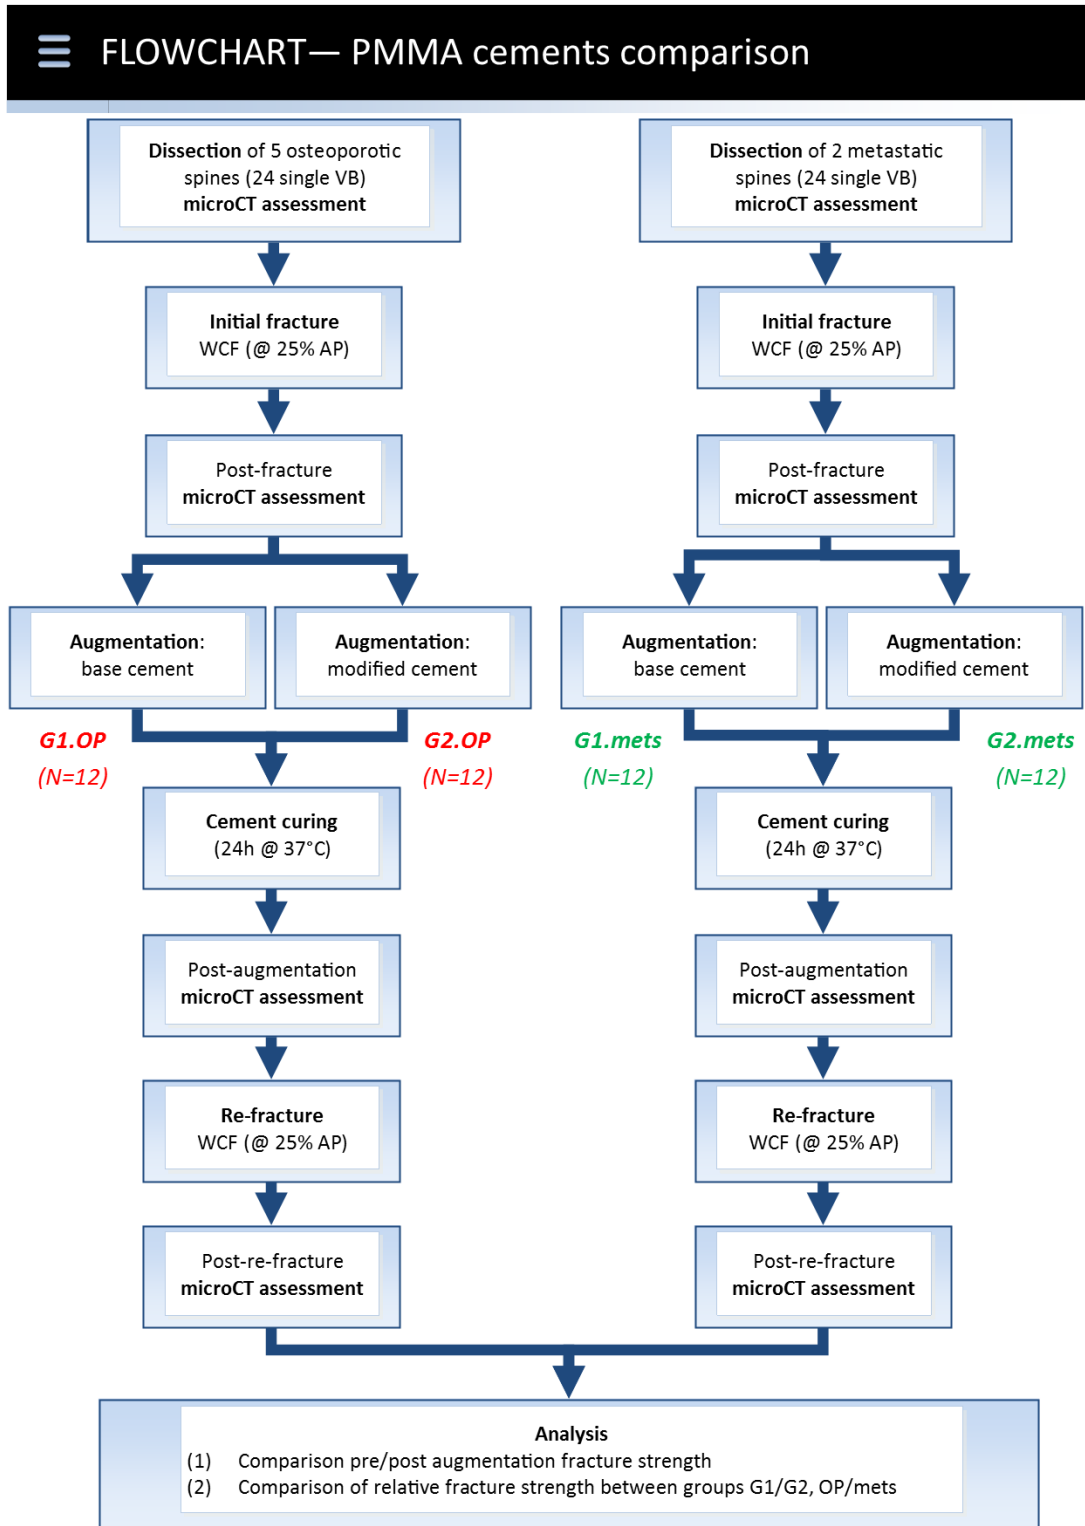 FLOWCHART— PMMA cements comparison
Dissection of 5 osteoporotic
spines (24 single VB)
microCT assessment
Initial fracture
WCF (@ 25% AP)
Post-fracture
microCT assessment
Augmentation:
base cement
Augmentation:
modified cement
G1.OP
(N=12)
G2.OP
(N=12)
Cement curing
(24h @ 37°C)
Post-augmentation
microCT assessment
Re-fracture
WCF (@ 25% AP)
Post-re-fracture
microCT assessment
Dissection of 2 metastatic
spines (24 single VB)
microCT assessment
Initial fracture
WCF (@ 25% AP)
Post-fracture
microCT assessment
Augmentation:
base cement
Augmentation:
modified cement
G1.mets
(N=12)
G2.mets
(N=12)
Cement curing
(24h @ 37°C)
Post-augmentation
microCT assessment
Re-fracture
WCF (@ 25% AP)
Post-re-fracture
microCT assessment
Analysis
(1) Comparison pre/post augmentation fracture strength
(2) Comparison of relative fracture strength between groups G1/G2, OP/mets